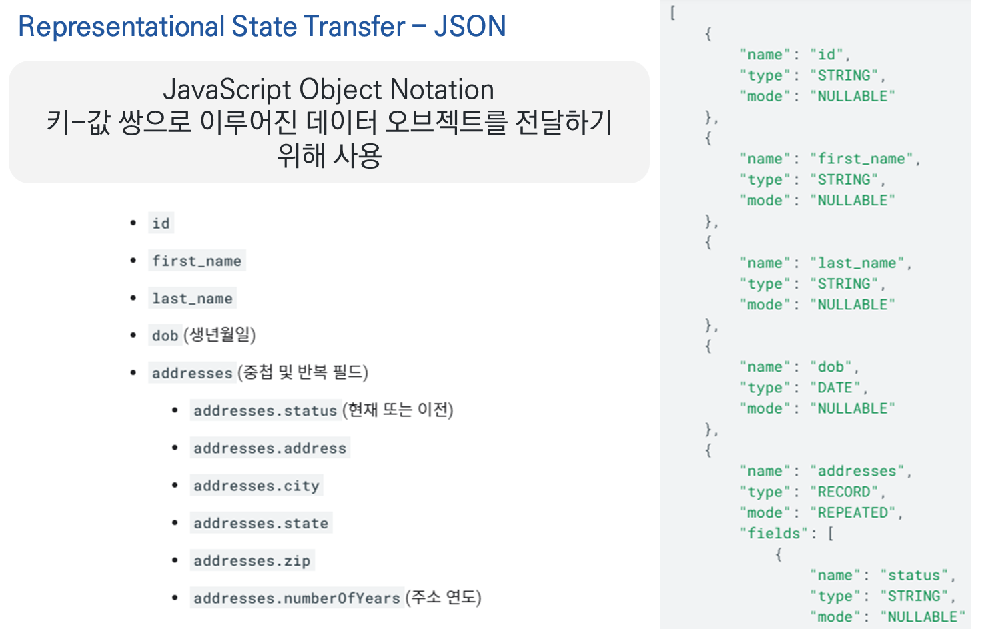 Representational State Transfer – JSON
JavaScript Object Notation
키-값 쌍으로 이루어진 데이터 오브젝트를 전달하기
위해 사용
• id
• first_name
• last_name
• dob(생년월일)
• addresses(중첩 및 반복 필드)
• addresses.status(현재 또는 이전)
• addresses.address
• addresses.city
• addresses.state
• addresses.zip
• addresses.numberOfYears(주소 연도)
[
{
"name": "id",
"type": "STRING",
"mode": "NULLABLE"
},
{
"name": "first_name",
"type": "STRING",
"mode": "NULLABLE"
},
{
"name": "last_name",
"type": "STRING",
"mode": "NULLABLE"
},
{
"name": "dob",
"type": "DATE",
"mode": "NULLABLE"
},
{
"name": "addresses",
"type": "RECORD",
"mode": "REPEATED",
"fields": [
{
"name": "status",
"type": "STRING",
"mode": "NULLABLE"